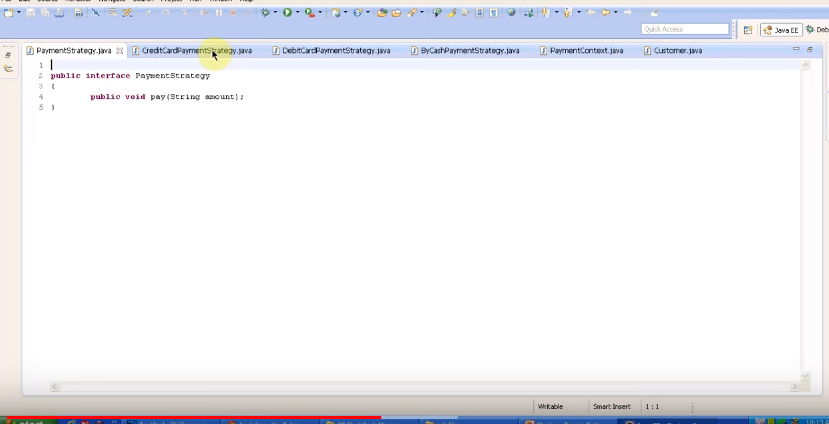 Quick Access
Java EE
PaymentStrategy.java
CreditCardPaymentStrategy.java
DebitCardPaymentStrategy.java
ByCashPaymentStrategy.java
PaymentContext.java
Customer.java
1
2 public interface PaymentStrategy
3 {
4 public void pay(String amount);
5 }
Writable
Smart Insert
1 : 1